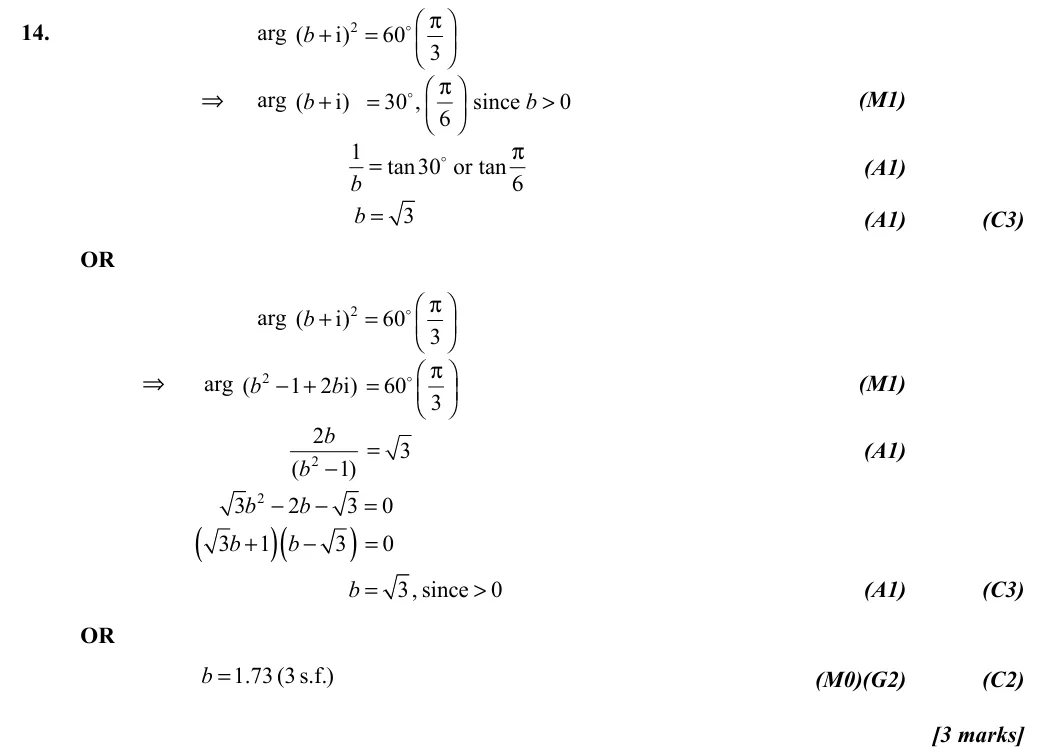 14. arg (b + i)² = 60° (π/3)
⇒ arg (b + i) = 30°, (π/6) since b > 0 (M1)
1/b = tan 30° or tan π/6 (A1)
b = √3 (A1) (C3)
OR
arg (b + i)² = 60° (π/3)
⇒ arg (b² − 1 + 2bi) = 60° (π/3) (M1)
2b/(b² − 1) = √3 (A1)
√3b² − 2b − √3 = 0
(√3b + 1)(b − √3) = 0
b = √3, since > 0 (A1) (C3)
OR
b = 1.73 (3 s.f.) (M0)(G2) (C2)
[3 marks]